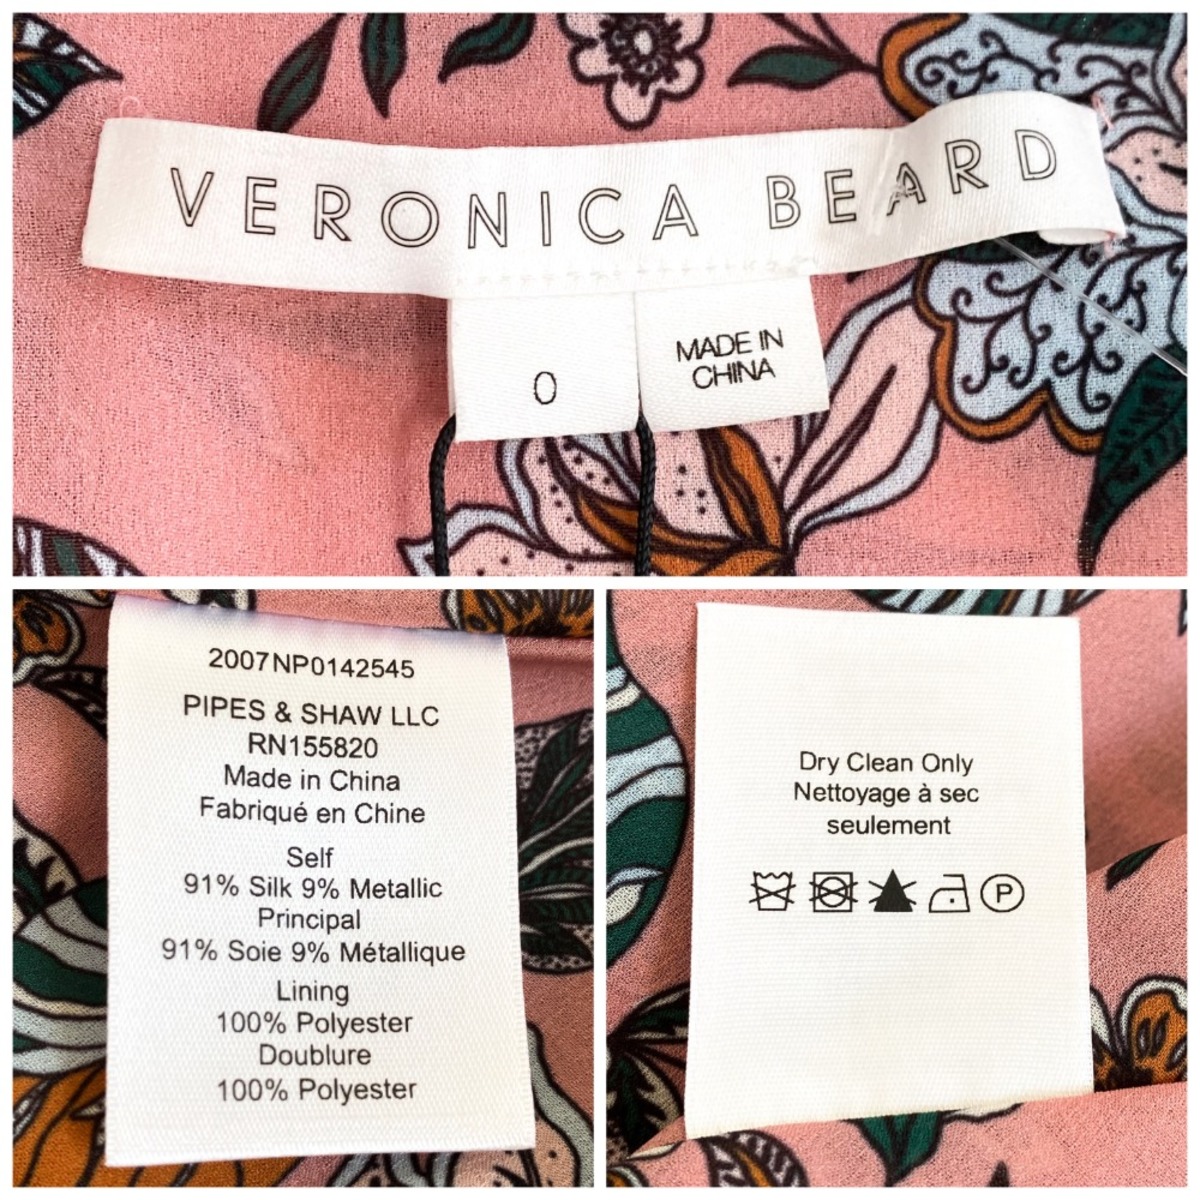 VERONICA BEARD
0
MADE IN
CHINA
2007NP0142545
PIPES & SHAW LLC
RN155820
Made in China
Fabriqué en Chine
Self
91% Silk 9% Metallic
Principal
91% Soie 9% Métallique
Lining
100% Polyester
Doublure
100% Polyester
Dry Clean Only
Nettoyage à sec
seulement
P